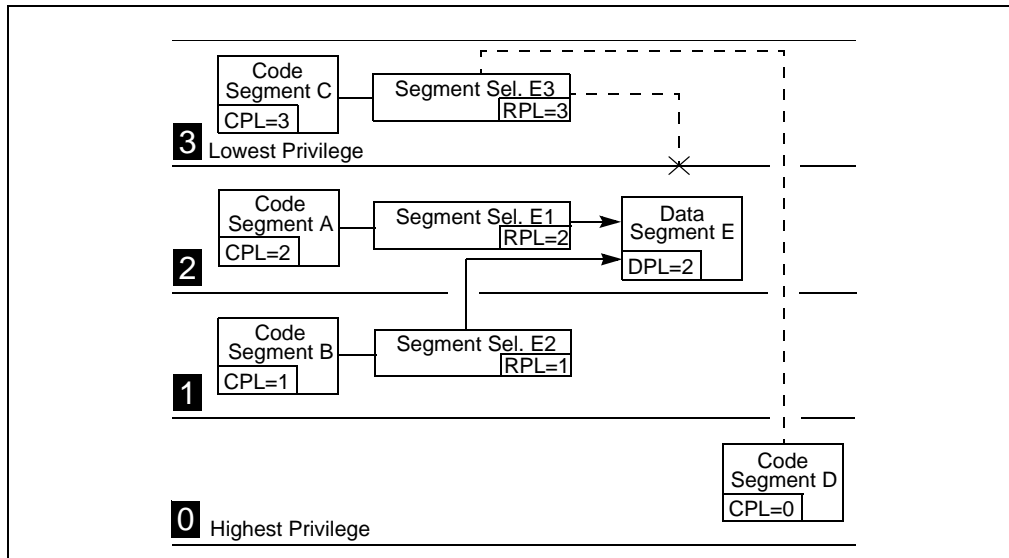 Code
Segment C
CPL=3
Segment Sel. E3
RPL=3
3
Lowest Privilege
Code
Segment A
CPL=2
Segment Sel. E1
RPL=2
Data
Segment E
DPL=2
2
Code
Segment B
CPL=1
Segment Sel. E2
RPL=1
1
Code
Segment D
CPL=0
0
Highest Privilege